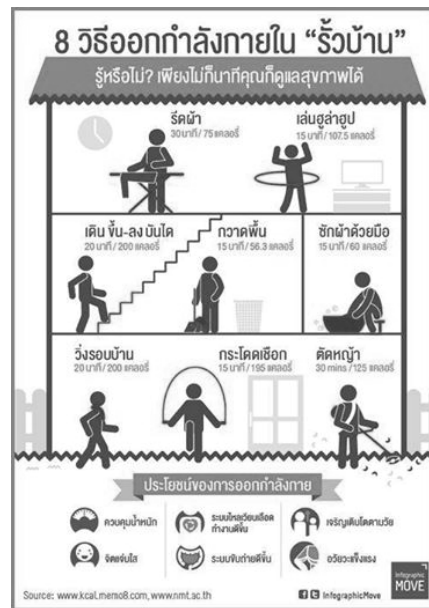 8 วิธีออกกำลังกายใน “รั้วบ้าน”
รู้หรือไม่? เพียงไม่กี่นาทีคุณก็ดูแลสุขภาพได้
รีดผ้า
30 นาที/ 75 แคลอรี่
เล่นฮูล่าฮูป
15 นาที/107.5 แคลอรี่
เดิน ขึ้น-ลง บันได
20 นาที/ 200 แคลอรี่
กวาดพื้น
15 นาที/ 56.3 แคลอรี่
ซักผ้าด้วยมือ
15 นาที/60 แคลอรี่
วิ่งรอบบ้าน
20 นาที/ 200 แคลอรี่
กระโดดเชือก
15 นาที/ 195 แคลอรี่
ตัดหญ้า
30 mins /125 แคลอรี่
ประโยชน์ของการออกกำลังกาย
ควบคุมน้ำหนัก
ระบบไหลเวียนเลือด
ทำงานดีขึ้น
เจริญเติบโตตามวัย
จิตแจ่มใส
ระบบขับถ่ายดีขึ้น
อวัยวะแข็งแรง
Source: www.kcal.memo8.com, www.nmt.ac.th
InfographicMove
Infographic
MOVE